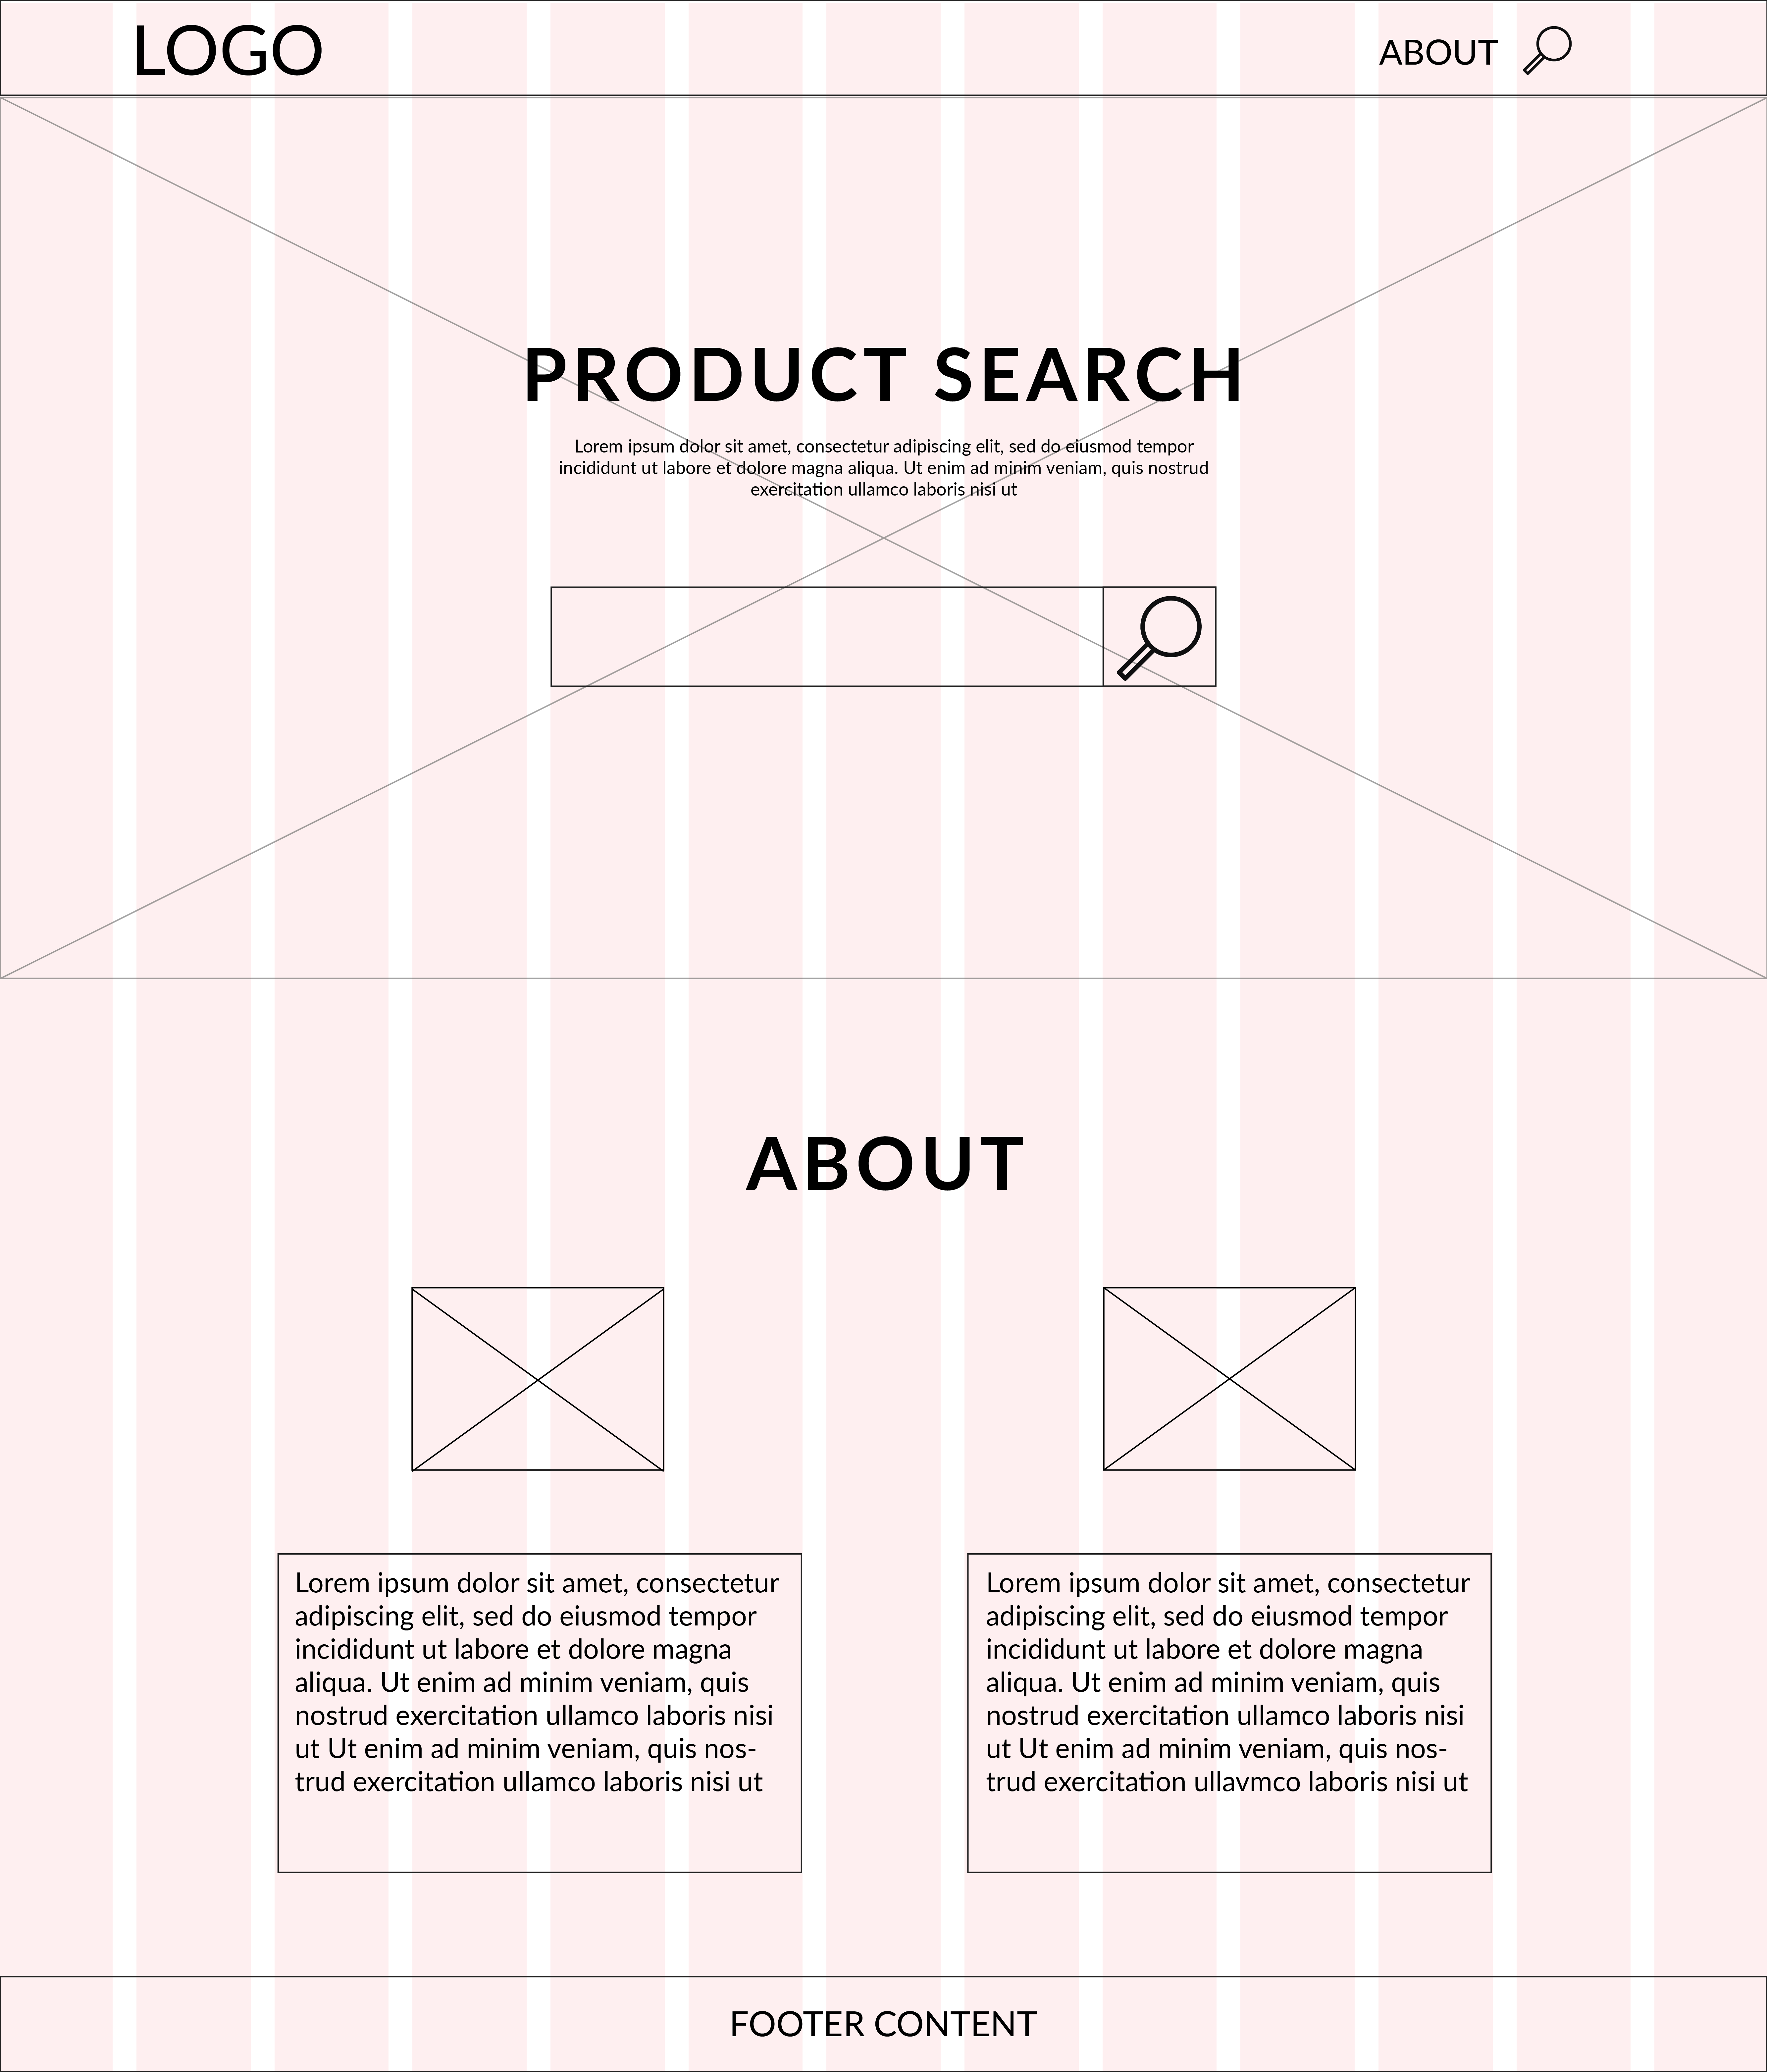 LOGO
ABOUT
PRODUCT SEARCH
Lorem ipsum dolor sit amet, consectetur adipiscing elit, sed do eiusmod tempor
incididunt ut labore et dolore magna aliqua. Ut enim ad minim veniam, quis nostrud
exercitation ullamco laboris nisi ut
ABOUT
Lorem ipsum dolor sit amet, consectetur
adipiscing elit, sed do eiusmod tempor
incididunt ut labore et dolore magna
aliqua. Ut enim ad minim veniam, quis
nostrud exercitation ullamco laboris nisi
ut Ut enim ad minim veniam, quis nos-
trud exercitation ullamco laboris nisi ut
Lorem ipsum dolor sit amet, consectetur
adipiscing elit, sed do eiusmod tempor
incididunt ut labore et dolore magna
aliqua. Ut enim ad minim veniam, quis
nostrud exercitation ullamco laboris nisi
ut Ut enim ad minim veniam, quis nos-
trud exercitation ullavmco laboris nisi ut
FOOTER CONTENT